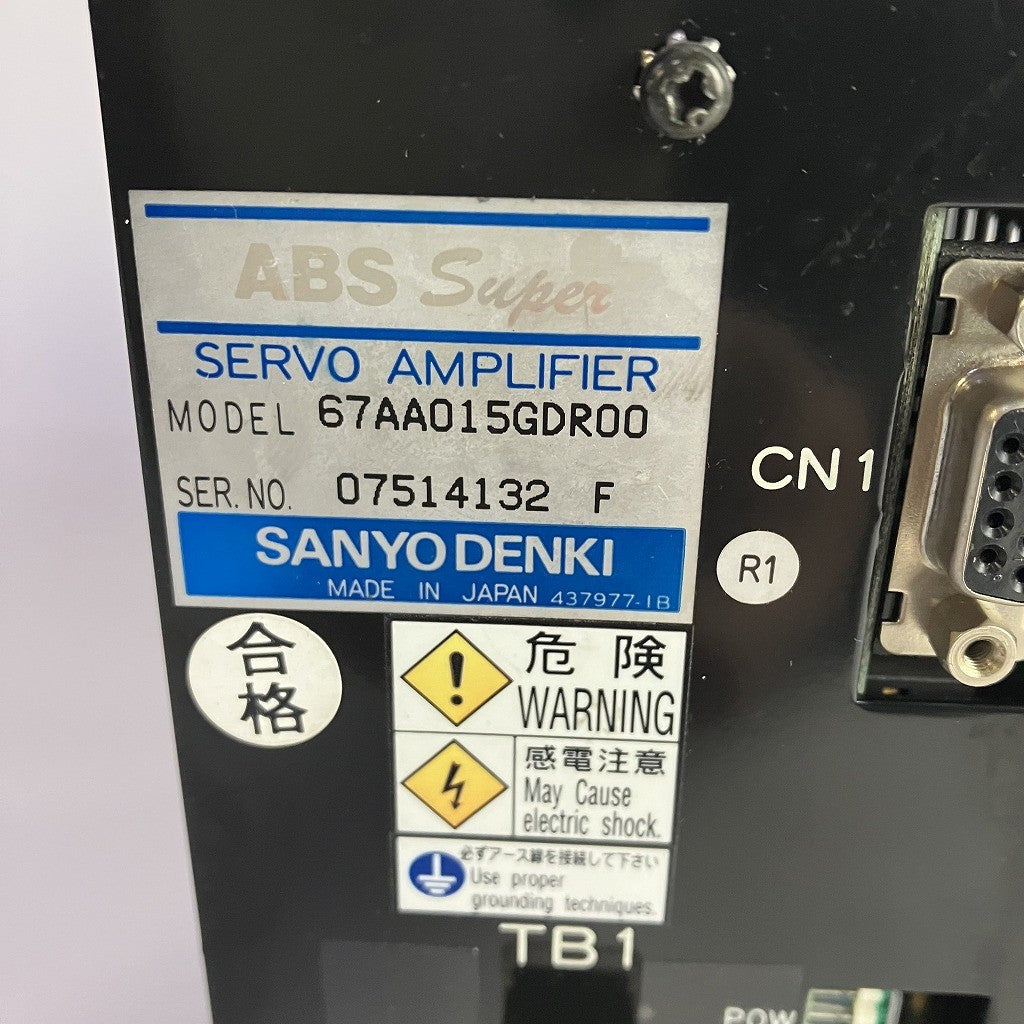 ABS Super
SERVO AMPLIFIER
MODEL 67AA015GDR00
SER. NO. 07514132 F
SANYO DENKI
MADE IN JAPAN 437977-1B
CN1
R1
合格
危険
WARNING
感電注意
May Cause
electric shock.
必ずアース線を接続して下さい
Use proper
grounding techniques.
TB1
POW